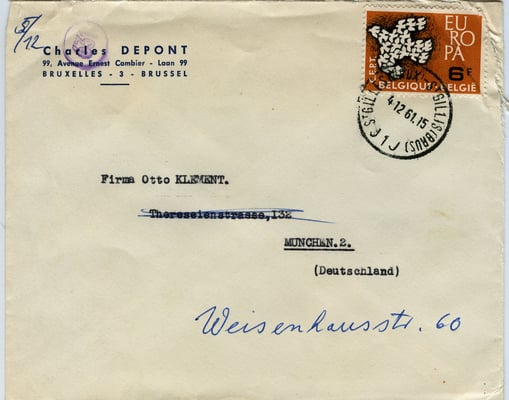 5/12
Charles DEPONT
99, Avenue Ernest Cambier - Laan 99
BRUXELLES - 3 - BRUSSEL
EUROPA
C.E.P.T.
6F
BELGIQUE-BELGIË
4.12.61.15
Firma Otto KLEMENT.
Theresienstrasse,132
MÜNCHEN.2.
(Deutschland)
Weisenhausstr. 60